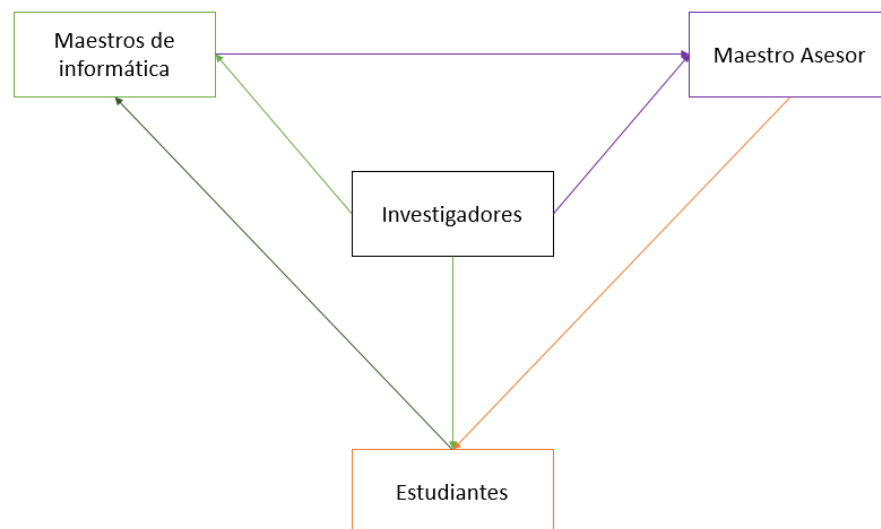 Maestros de
informática
Maestro Asesor
Investigadores
Estudiantes